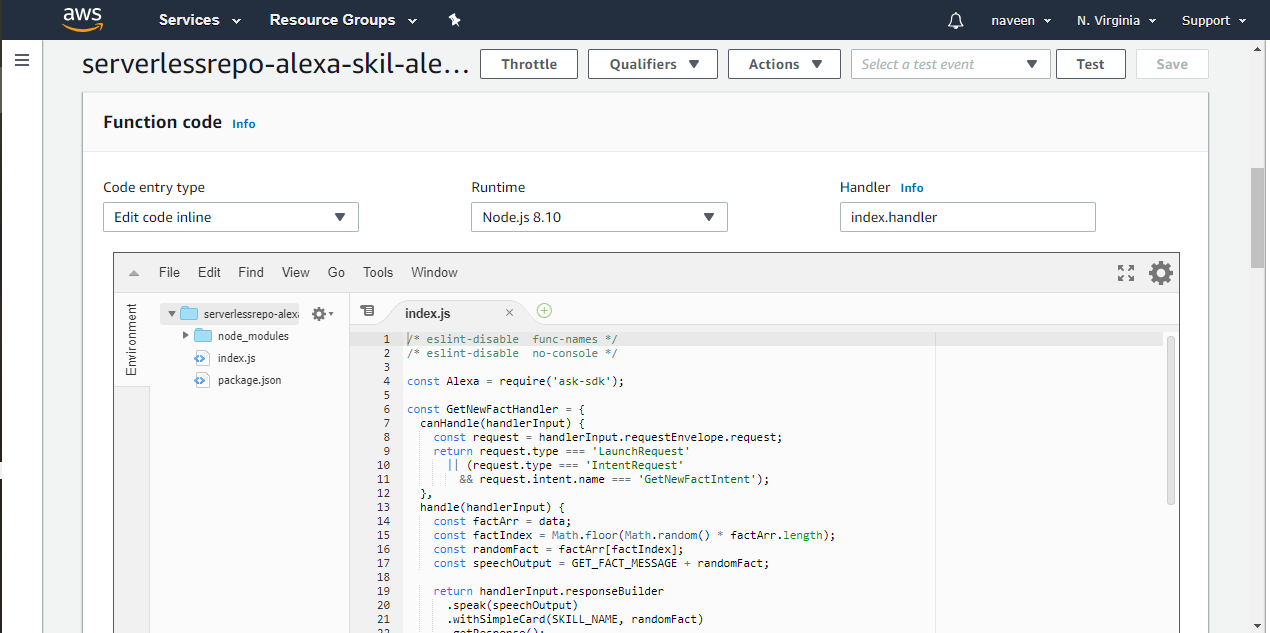 aws Services Resource Groups naveen N. Virginia Support
serverlessrepo-alexa-skil-ale... Throttle Qualifiers Actions Select a test event Test Save
Function code Info
Code entry type Runtime Handler Info
Edit code inline Node.js 8.10 index.handler
File Edit Find View Go Tools Window
Environment
serverlessrepo-alexa
node_modules
index.js
package.json
index.js
1 /* eslint-disable  func-names */
2 /* eslint-disable  no-console */
3
4 const Alexa = require('ask-sdk');
5
6 const GetNewFactHandler = {
7   canHandle(handlerInput) {
8     const request = handlerInput.requestEnvelope.request;
9     return request.type === 'LaunchRequest'
10       || (request.type === 'IntentRequest'
11         && request.intent.name === 'GetNewFactIntent');
12   },
13   handle(handlerInput) {
14     const factArr = data;
15     const factIndex = Math.floor(Math.random() * factArr.length);
16     const randomFact = factArr[factIndex];
17     const speechOutput = GET_FACT_MESSAGE + randomFact;
18
19     return handlerInput.responseBuilder
20       .speak(speechOutput)
21       .withSimpleCard(SKILL_NAME, randomFact)
22       .getResponse();